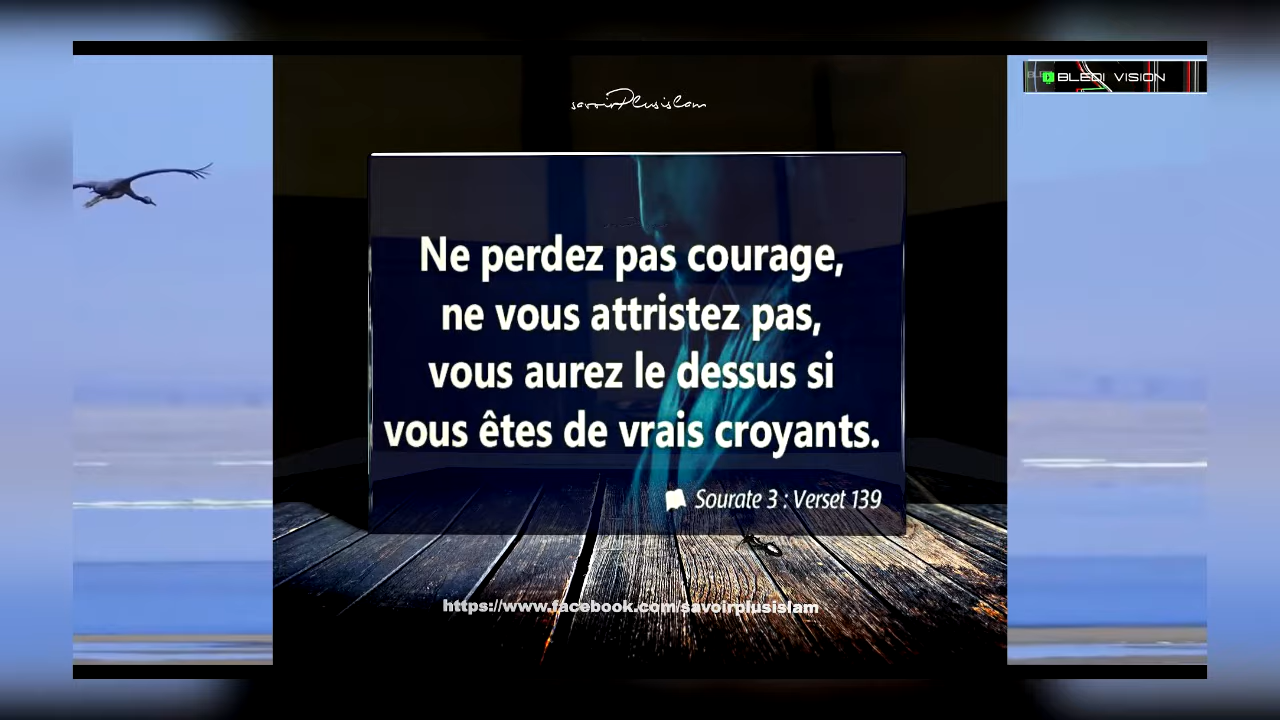 BLEDI VISION
savoirPlusislam
Ne perdez pas courage,
ne vous attristez pas,
vous aurez le dessus si
vous êtes de vrais croyants.
Sourate 3 : Verset 139
https://www.facebook.com/savoirplusislam